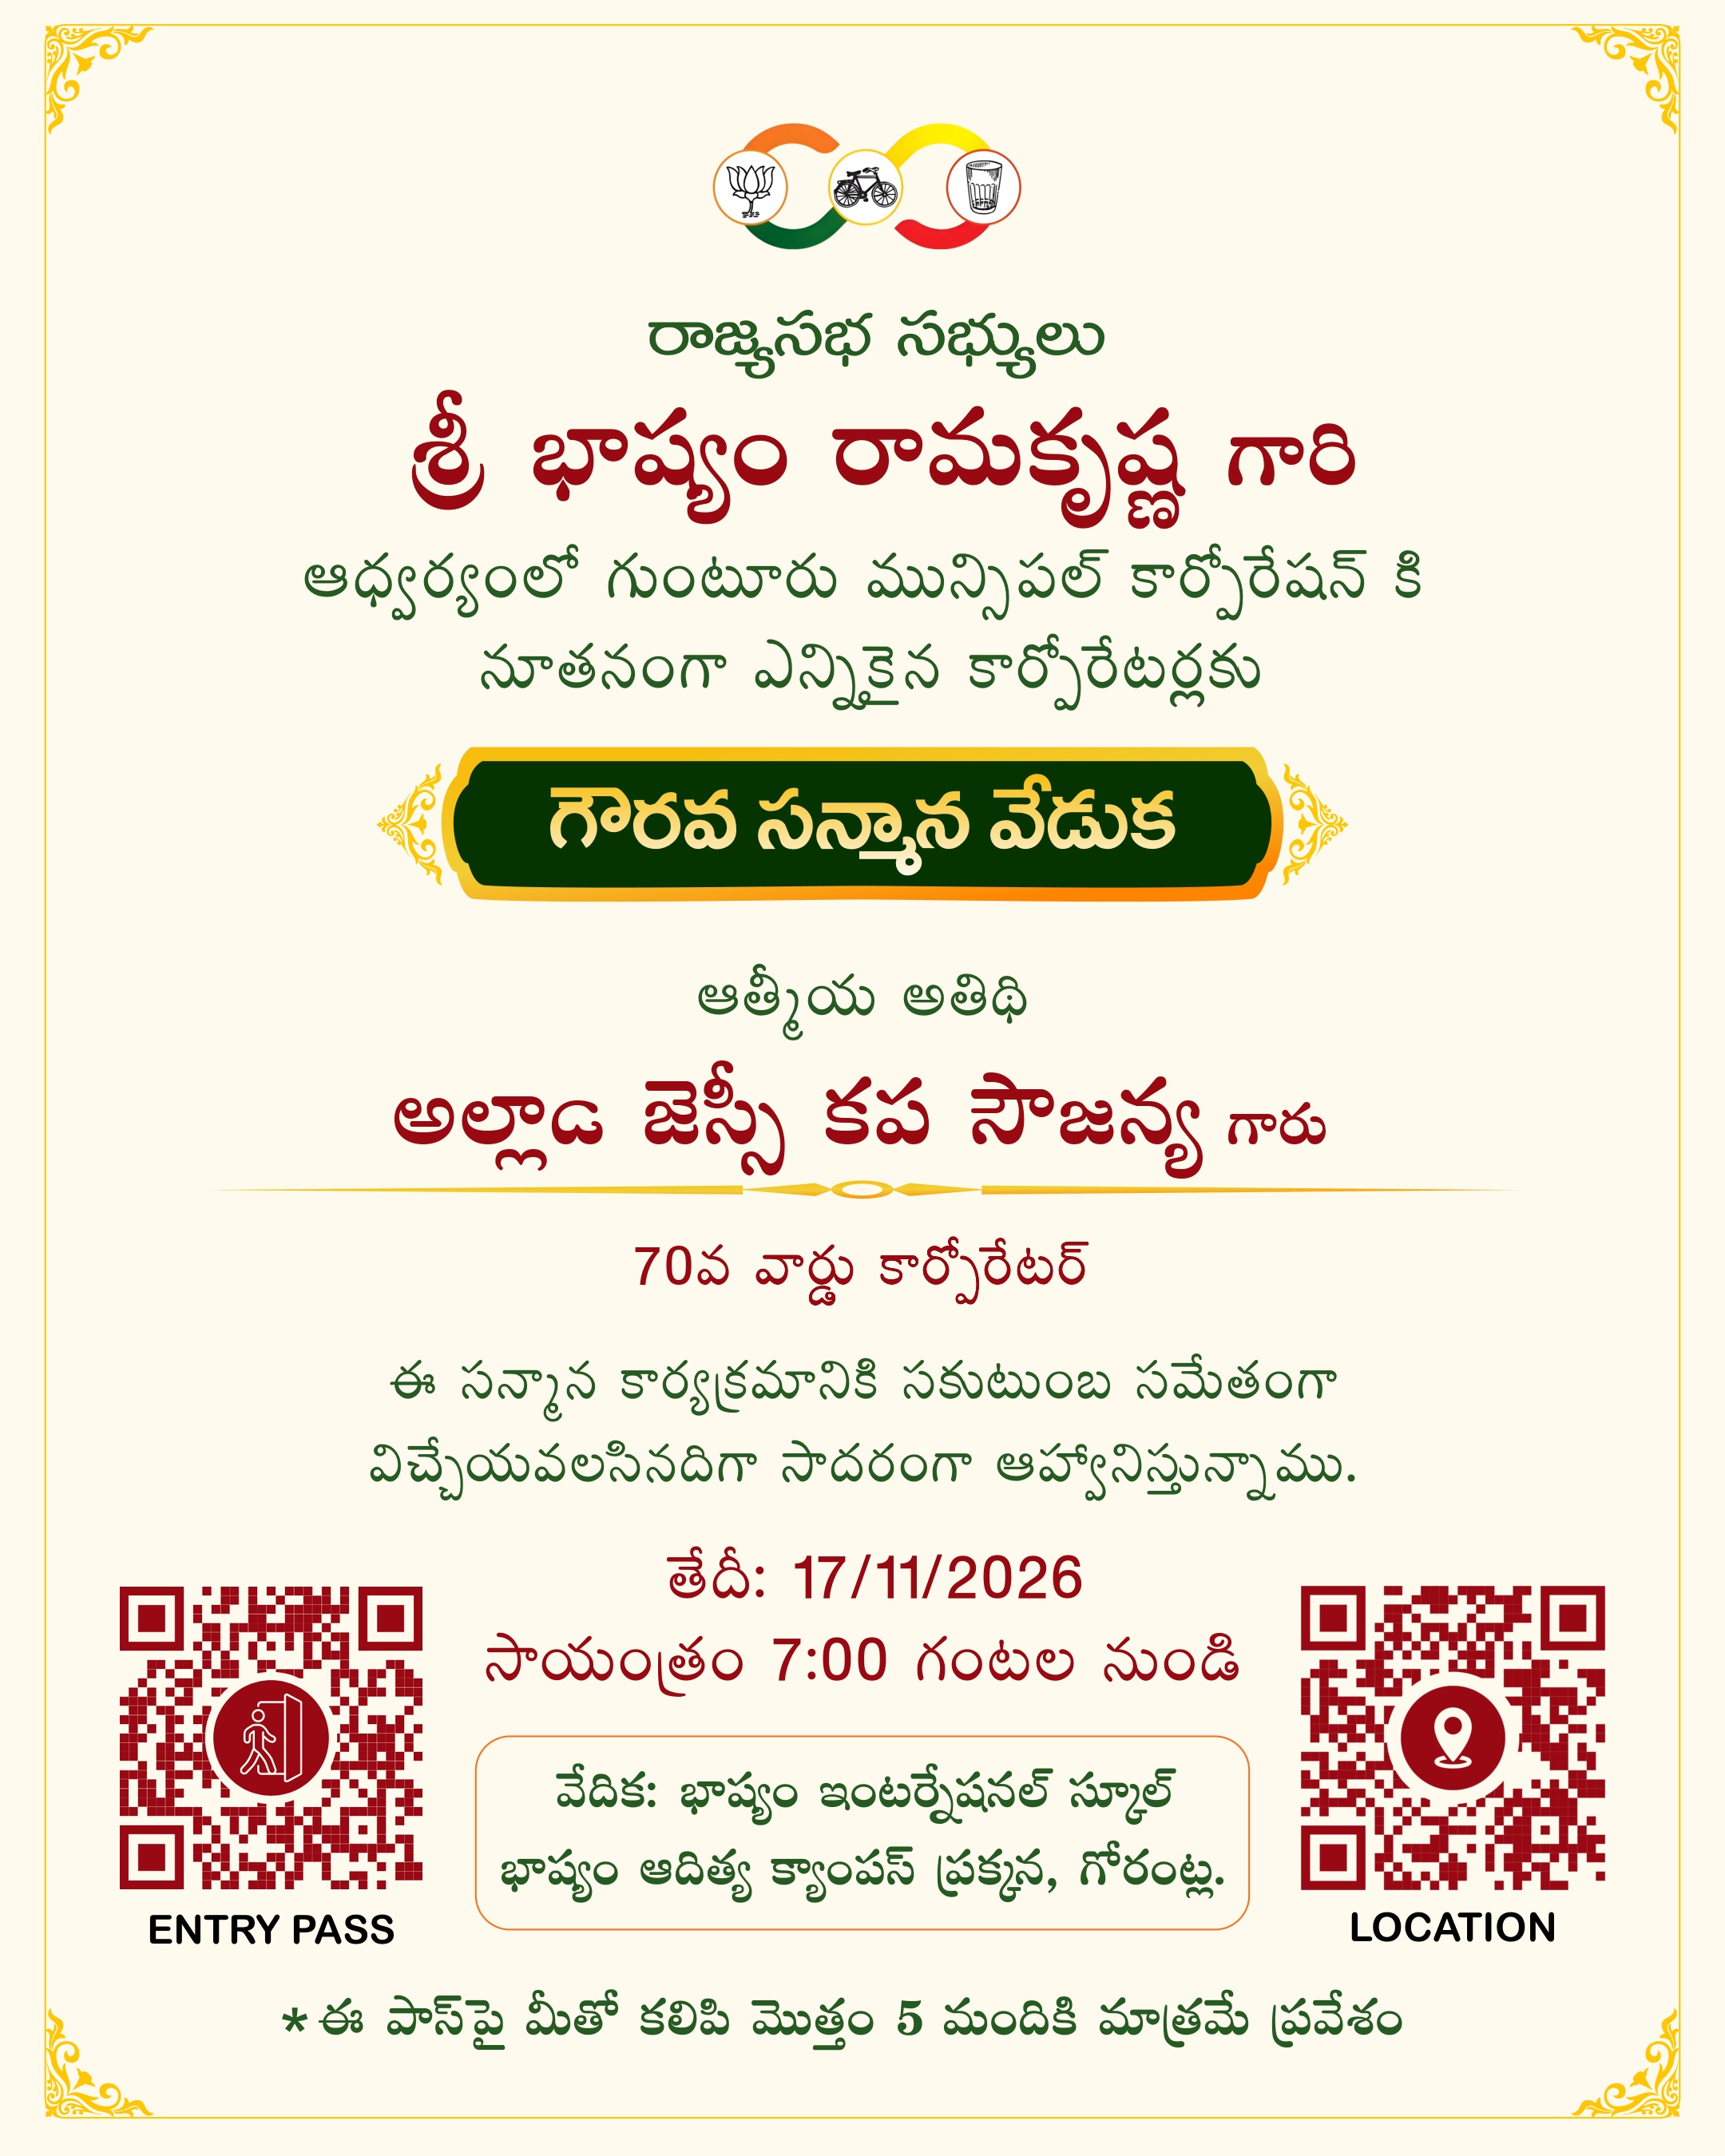 రాజ్యసభ సభ్యులు
శ్రీ భాష్యం రామకృష్ణ గారి
ఆధ్వర్యంలో గుంటూరు మున్సిపల్ కార్పోరేషన్ కి
నూతనంగా ఎన్నికైన కార్పోరేటర్లకు
గౌరవ సన్మాన వేడుక
ఆత్మీయ అతిథి
అల్లాడ జెస్సీ కప సౌజన్య గారు
70వ వార్డు కార్పోరేటర్
ఈ సన్మాన కార్యక్రమానికి సకుటుంబ సమేతంగా
విచ్చేయవలసినదిగా సాదరంగా ఆహ్వానిస్తున్నాము.
తేదీ: 17/11/2026
సాయంత్రం 7:00 గంటల నుండి
వేదిక: భాష్యం ఇంటర్నేషనల్ స్కూల్
భాష్యం ఆదిత్య క్యాంపస్ ప్రక్కన, గోరంట్ల.
ENTRY PASS
LOCATION
*ఈ పాస్‌పై మీతో కలిపి మొత్తం 5 మందికి మాత్రమే ప్రవేశం